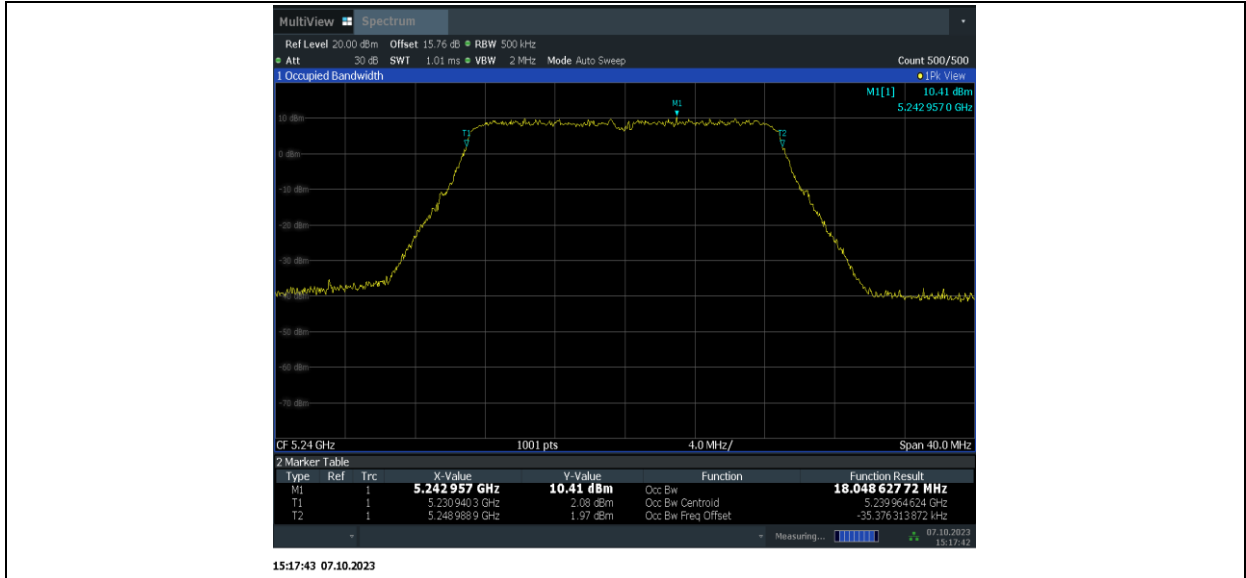 MultiView Spectrum
Ref Level 20.00 dBm Offset 15.76 dB RBW 500 kHz
Att 30 dB SWT 1.01 ms VBW 2 MHz Mode Auto Sweep Count 500/500
1 Occupied Bandwidth 1Pk View
M1[1] 10.41 dBm
5.242 957 0 GHz
M1
10 dBm
T1 T2
0 dBm
-10 dBm
-20 dBm
-30 dBm
-40 dBm
-50 dBm
-60 dBm
-70 dBm
CF 5.24 GHz 1001 pts 4.0 MHz/ Span 40.0 MHz
2 Marker Table
Type Ref Trc X-Value Y-Value Function Function Result
M1 1 5.242 957 GHz 10.41 dBm Occ Bw 18.048 627 72 MHz
T1 1 5.230 940 3 GHz 2.08 dBm Occ Bw Centroid 5.239 964 624 GHz
T2 1 5.248 988 9 GHz 1.97 dBm Occ Bw Freq Offset -35.376 313 872 kHz
Measuring... 07.10.2023
15:17:42
15:17:43 07.10.2023